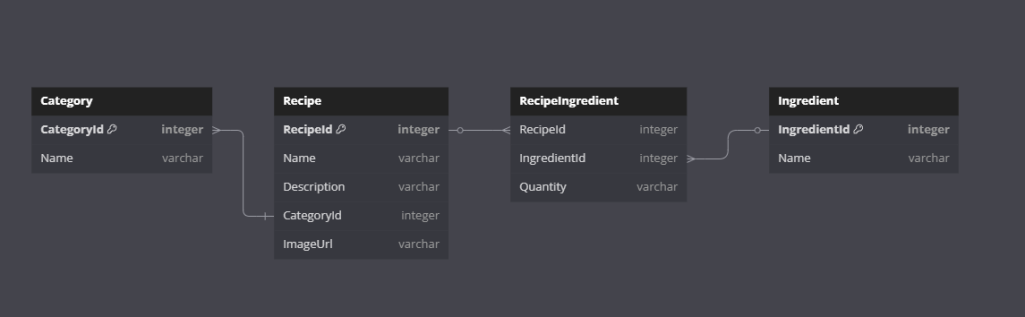 Category
CategoryId integer
Name varchar
Recipe
RecipeId integer
Name varchar
Description varchar
CategoryId integer
ImageUrl varchar
RecipeIngredient
RecipeId integer
IngredientId integer
Quantity varchar
Ingredient
IngredientId integer
Name varchar